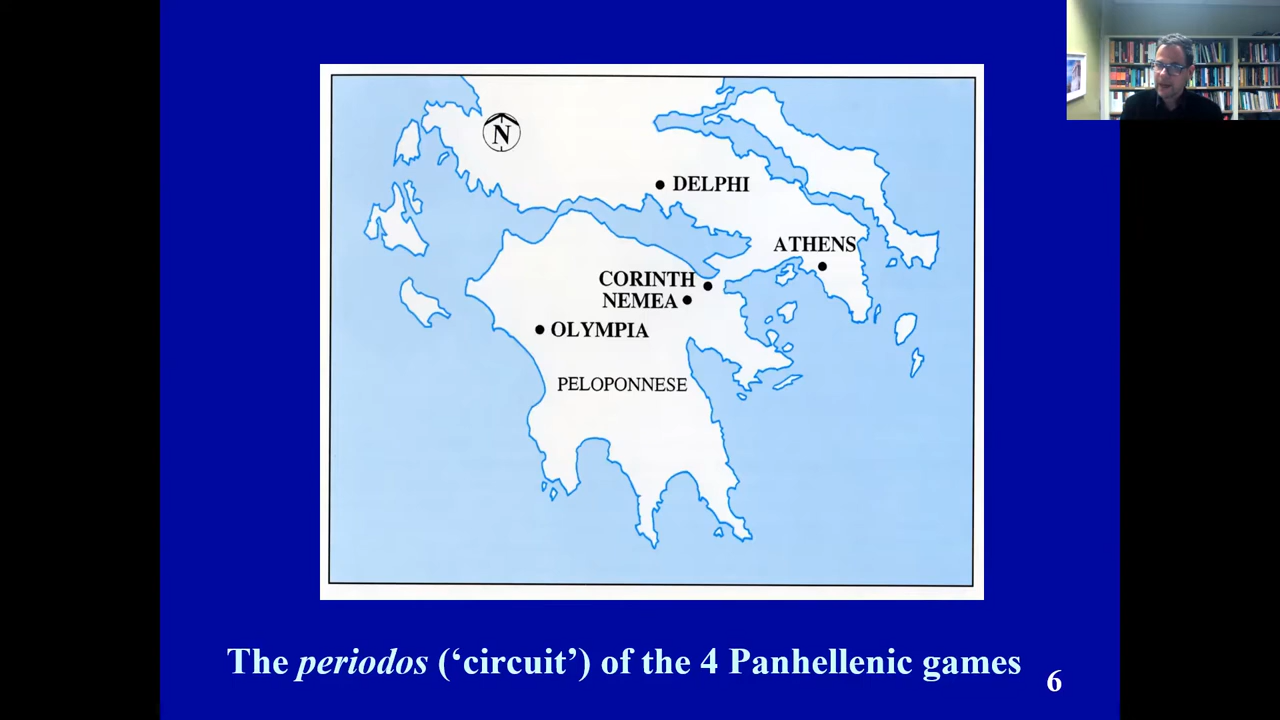 N
DELPHI
ATHENS
CORINTH
NEMEA
OLYMPIA
PELOPONNESE
The periodos (‘circuit’) of the 4 Panhellenic games
6